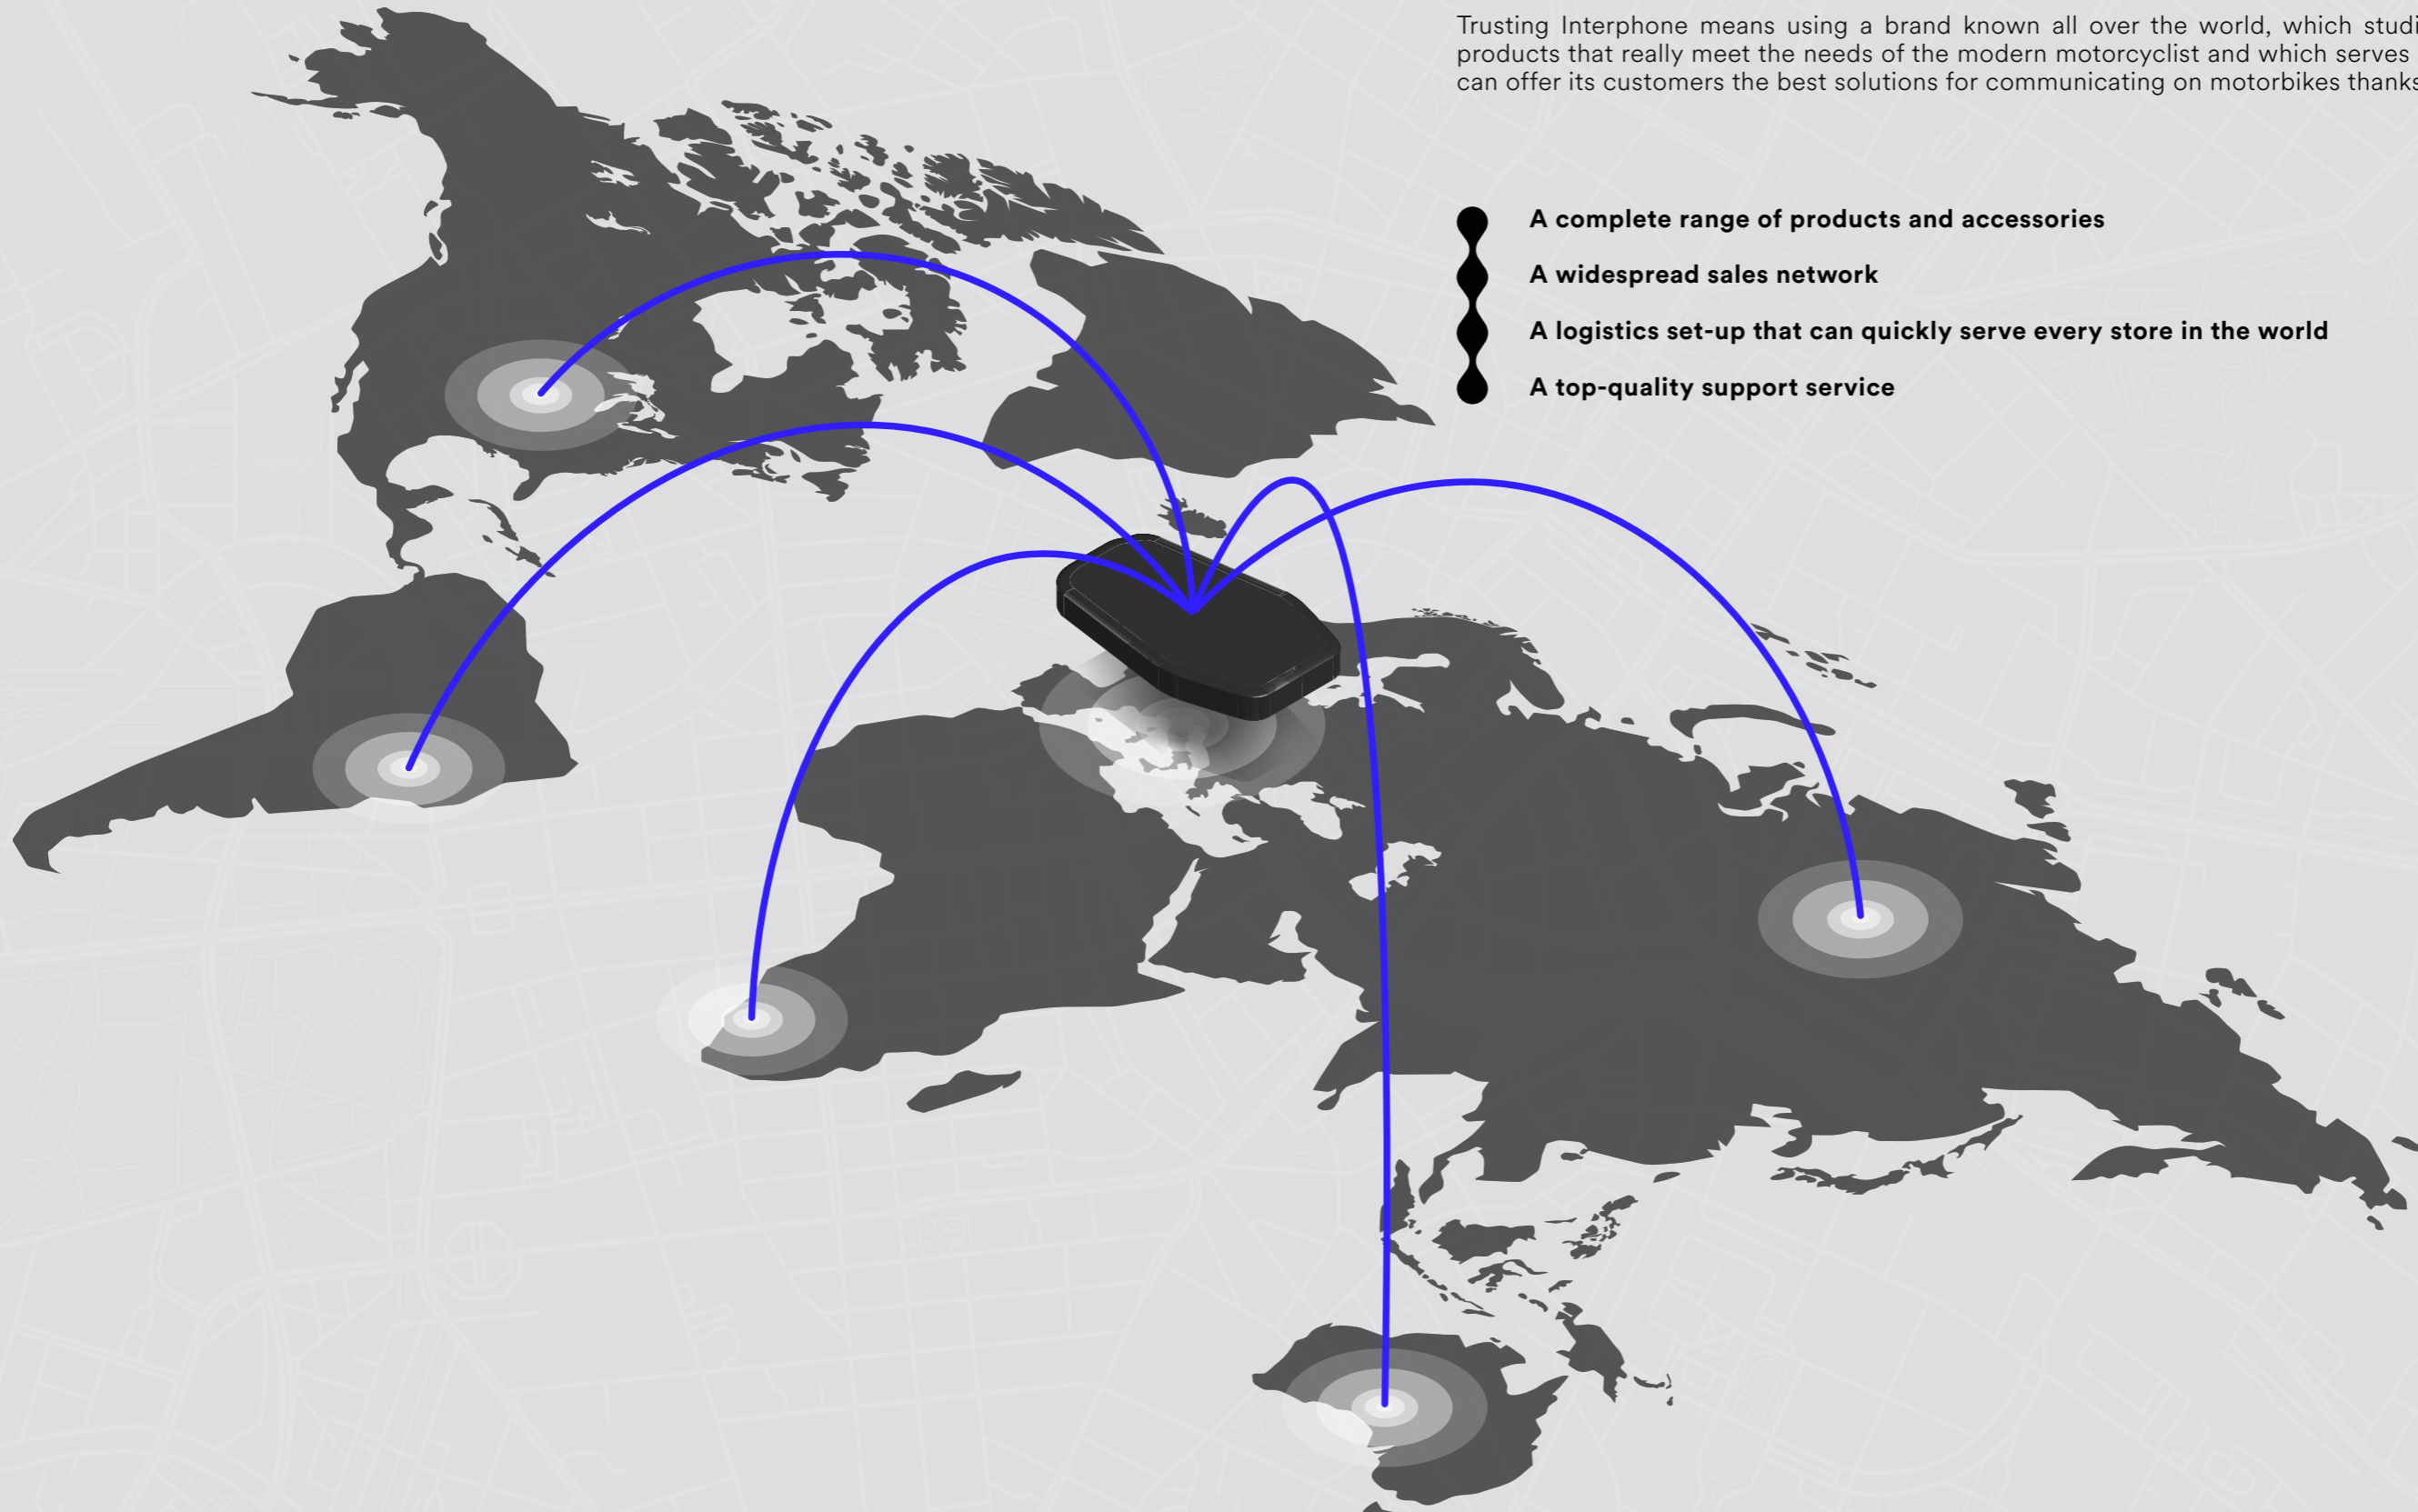 Trusting Interphone means using a brand known all over the world, which
products that really meet the needs of the modern motorcyclist and which serves
can offer its customers the best solutions for communicating on motorbikes thanks
A complete range of products and accessories
A widespread sales network
A logistics set-up that can quickly serve every store in the world
A top-quality support service